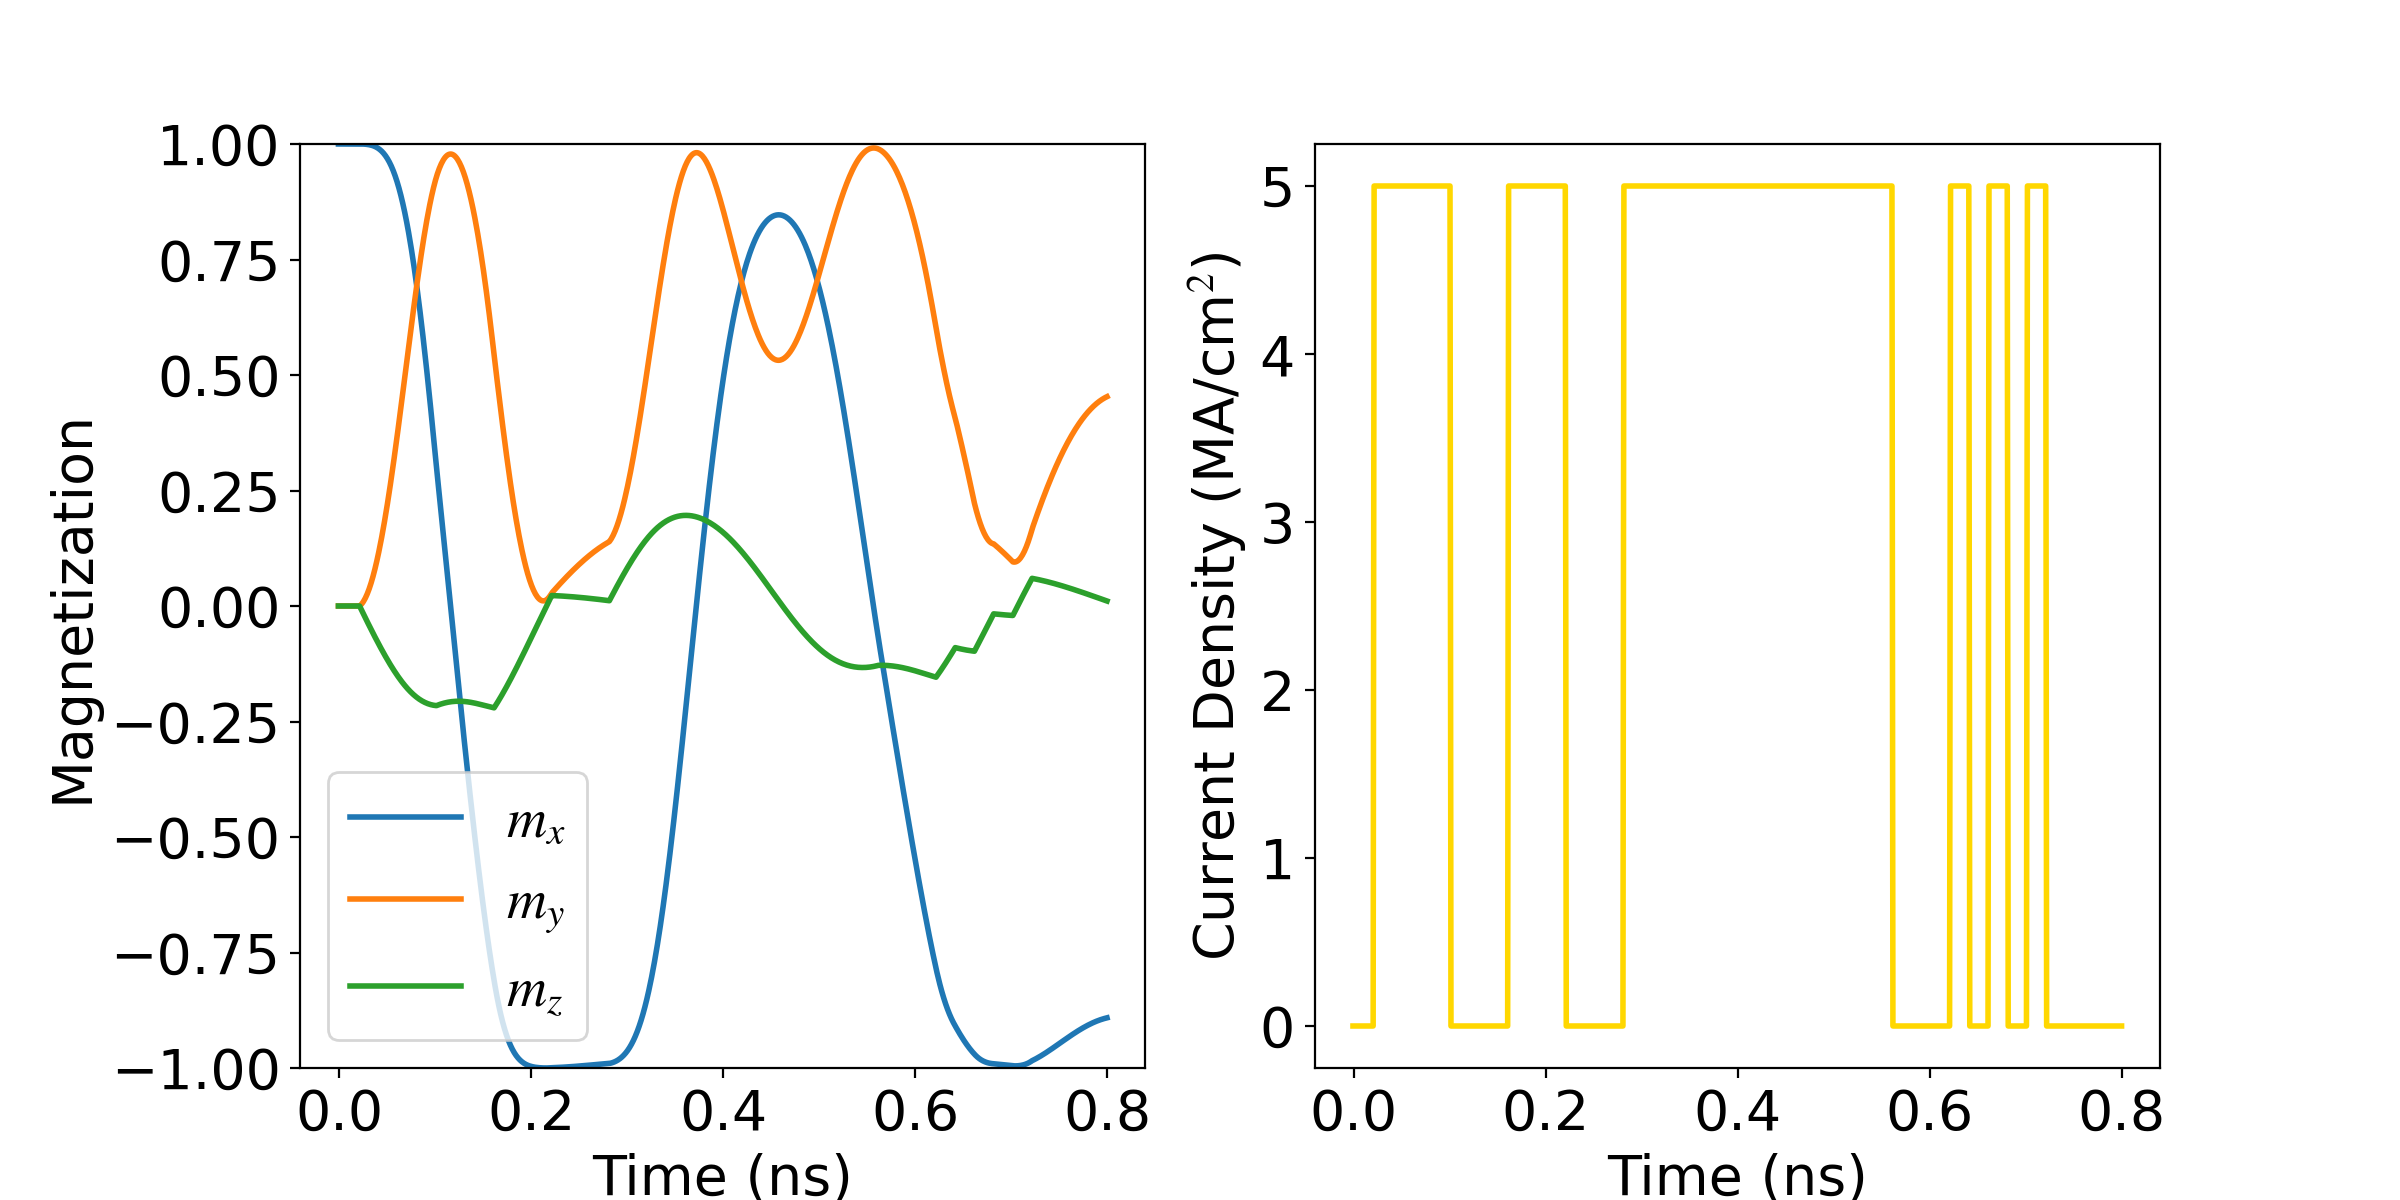 Magnetization
1.00
0.75
0.50
0.25
0.00
−0.25
−0.50
−0.75
−1.00
m_x
m_y
m_z
0.0 0.2 0.4 0.6 0.8
Time (ns)
Current Density (MA/cm²)
5
4
3
2
1
0
0.0 0.2 0.4 0.6 0.8
Time (ns)